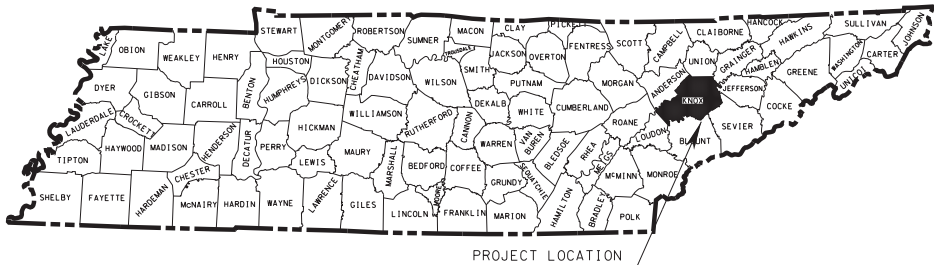 LAKE
OBION
WEAKLEY
HENRY
STEWART
MONTGOMERY
ROBERTSON
SUMNER
MACON
TROUSDALE
CLAY
PICKETT
FENTRESS
SCOTT
CAMPBELL
CLAIBORNE
HANCOCK
HAWKINS
SULLIVAN
JOHNSON
HOUSTON
JACKSON
OVERTON
UNION
GRAINGER
HAMBLEN
WASHINGTON
CARTER
UNICOI
DYER
GIBSON
CARROLL
BENTON
HUMPHREYS
DICKSON
CHEATHAM
DAVIDSON
WILSON
SMITH
PUTNAM
MORGAN
ANDERSON
KNOX
JEFFERSON
GREENE
COCKE
LAUDERDALE
CROCKETT
WILLIAMSON
RUTHERFORD
DEKALB
WHITE
CUMBERLAND
ROANE
LOUDON
BLOUNT
SEVIER
TIPTON
HAYWOOD
MADISON
HENDERSON
DECATUR
PERRY
HICKMAN
LEWIS
MAURY
MARSHALL
BEDFORD
CANNON
COFFEE
WARREN
VAN
BUREN
BLEDSOE
RHEA
MEIGS
McMINN
MONROE
SHELBY
FAYETTE
HARDEMAN
CHESTER
McNAIRY
HARDIN
WAYNE
LAWRENCE
GILES
LINCOLN
MOORE
FRANKLIN
GRUNDY
MARION
SEQUATCHIE
HAMILTON
BRADLEY
POLK
PROJECT LOCATION